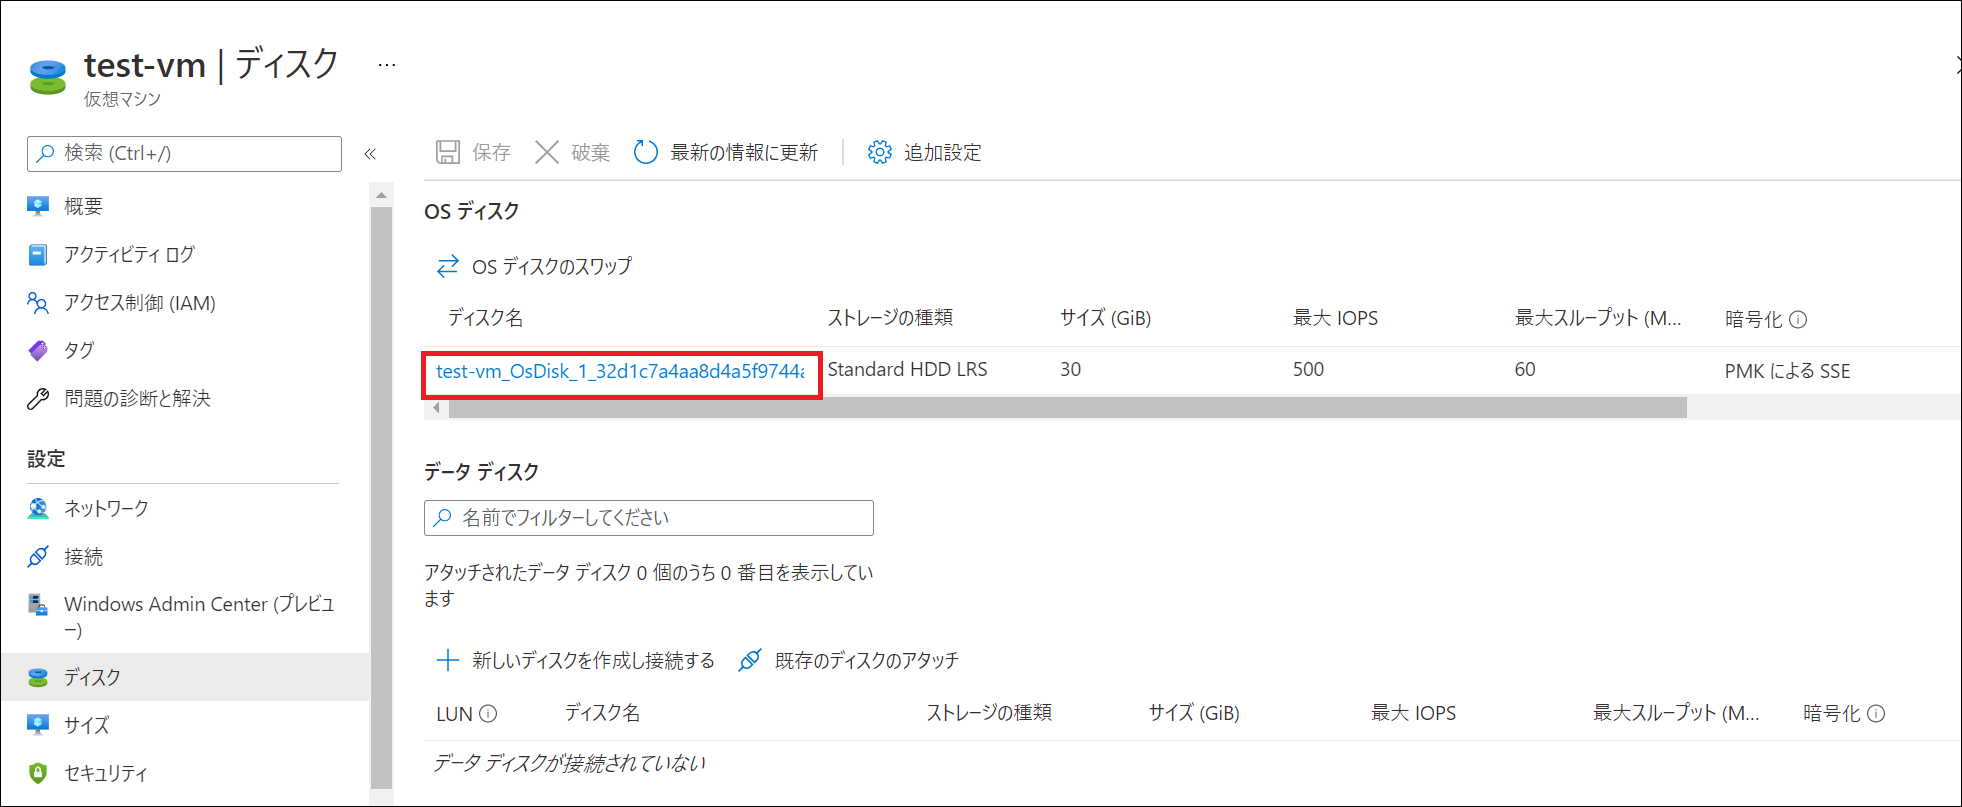 test-vm | ディスク ...
仮想マシン
検索 (Ctrl+/)
«
概要
アクティビティ ログ
アクセス制御 (IAM)
タグ
問題の診断と解決
設定
ネットワーク
接続
Windows Admin Center (プレビュ
ー)
ディスク
サイズ
セキュリティ
保存 破棄 最新の情報に更新 追加設定
OS ディスク
OS ディスクのスワップ
ディスク名 ストレージの種類 サイズ (GiB) 最大 IOPS 最大スループット (M... 暗号化
test-vm_OsDisk_1_32d1c7a4aa8d4a5f9744a Standard HDD LRS 30 500 60 PMK による SSE
データ ディスク
名前でフィルターしてください
アタッチされたデータ ディスク 0 個のうち 0 番目を表示してい
ます
新しいディスクを作成し接続する 既存のディスクのアタッチ
LUN ディスク名 ストレージの種類 サイズ (GiB) 最大 IOPS 最大スループット (M... 暗号化
データ ディスクが接続されていない